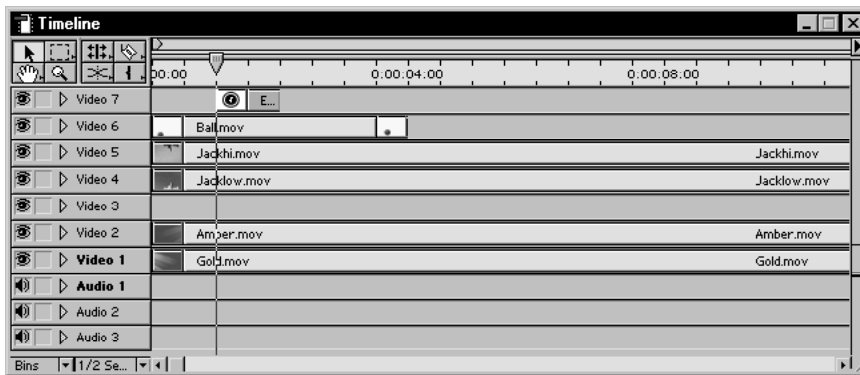 Timeline
00:00 0:00:04:00 0:00:08:00
Video 7 E...
Video 6 Ball.mov
Video 5 Jackhi.mov Jackhi.mov
Video 4 Jacklow.mov Jacklow.mov
Video 3
Video 2 Amber.mov Amber.mov
Video 1 Gold.mov Gold.mov
Audio 1
Audio 2
Audio 3
Bins 1/2 Se...